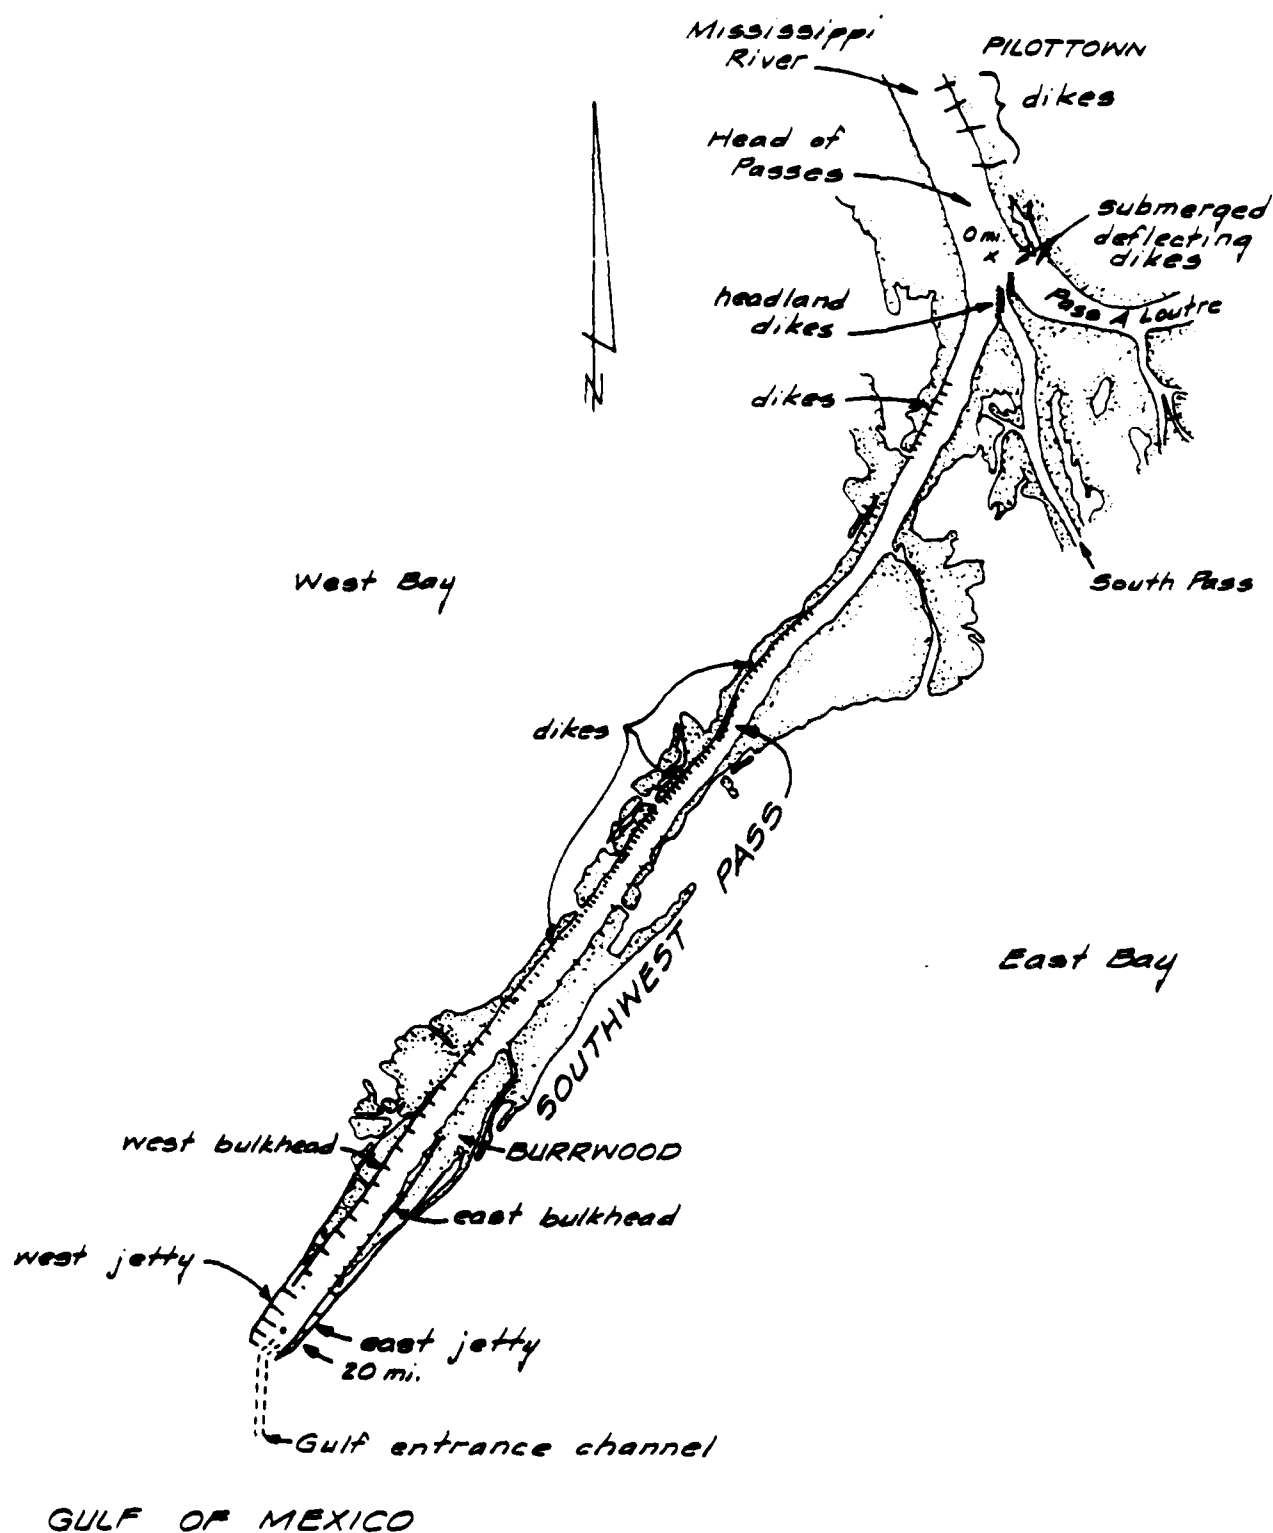 Mississippi
River
PILOTTOWN
dikes
Head of
Passes
submerged
deflecting
dikes
0 mi.
x
headland
dikes
Pass A Loutre
dikes
N
West Bay
South Pass
dikes
SOUTHWEST PASS
East Bay
west bulkhead
BURRWOOD
east bulkhead
west jetty
east jetty
20 mi.
Gulf entrance channel
GULF OF MEXICO